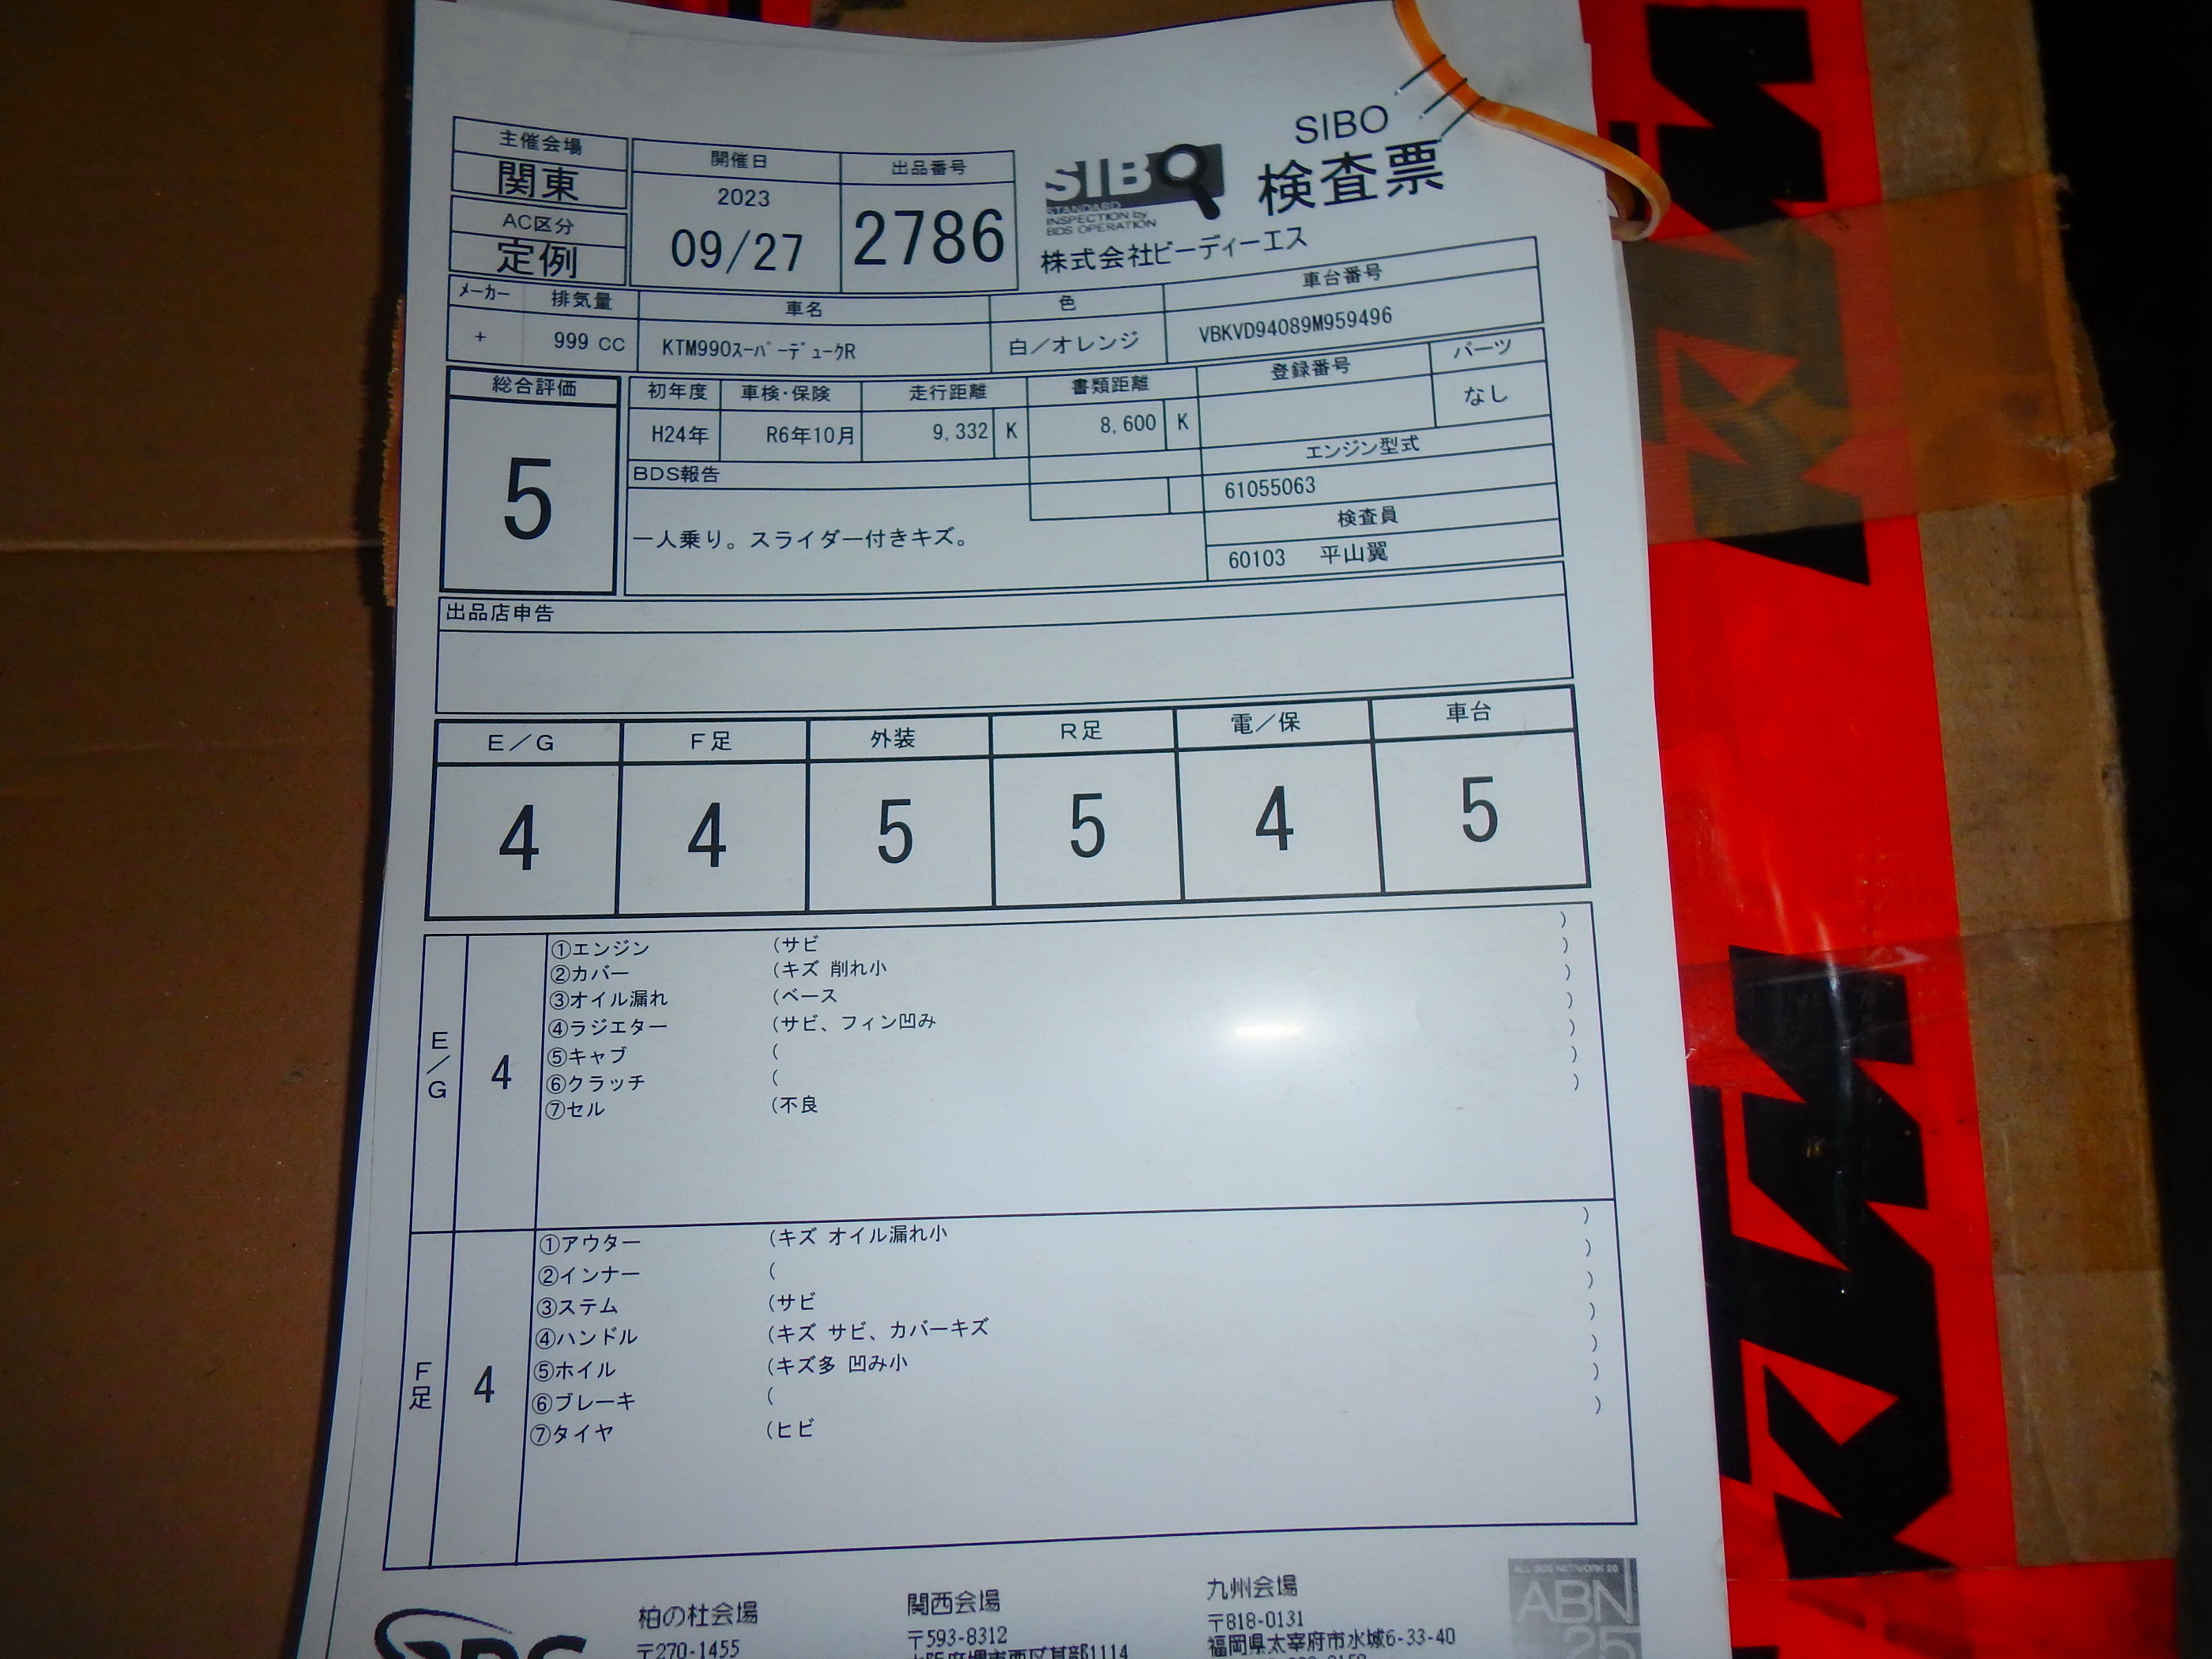 主催会場
関東
AC区分
定例
開催日
2023
09/27
出品番号
2786
SIBO
STANDARD
INSPECTION by
BDS OPERATION
SIBO
検査票
株式会社ビーディーエス
ﾒｰｶｰ 排気量 車名 色 車台番号
+ 999 CC KTM990ｽｰﾊﾟｰﾃﾞｭｰｸR 白／オレンジ VBKVD94089M959496
総合評価
5
初年度 車検・保険 走行距離 書類距離 登録番号 パーツ
H24年 R6年10月 9,332 K 8,600 K なし
BDS報告
一人乗り。スライダー付きキズ。
エンジン型式
61055063
検査員
60103 平山翼
出品店申告
E／G F足 外装 R足 電／保 車台
4 4 5 5 4 5
E／G 4
①エンジン (サビ )
②カバー (キズ 削れ小 )
③オイル漏れ (ベース )
④ラジエター (サビ、フィン凹み )
⑤キャブ ( )
⑥クラッチ ( )
⑦セル (不良 )
F足 4
①アウター (キズ オイル漏れ小 )
②インナー ( )
③ステム (サビ )
④ハンドル (キズ サビ、カバーキズ )
⑤ホイル (キズ多 凹み小 )
⑥ブレーキ ( )
⑦タイヤ (ヒビ )
柏の杜会場
〒270-1455
関西会場
〒593-8312
九州会場
〒818-0131
福岡県太宰府市水城6-33-40
ABN
25
KTM
KTM
KTM